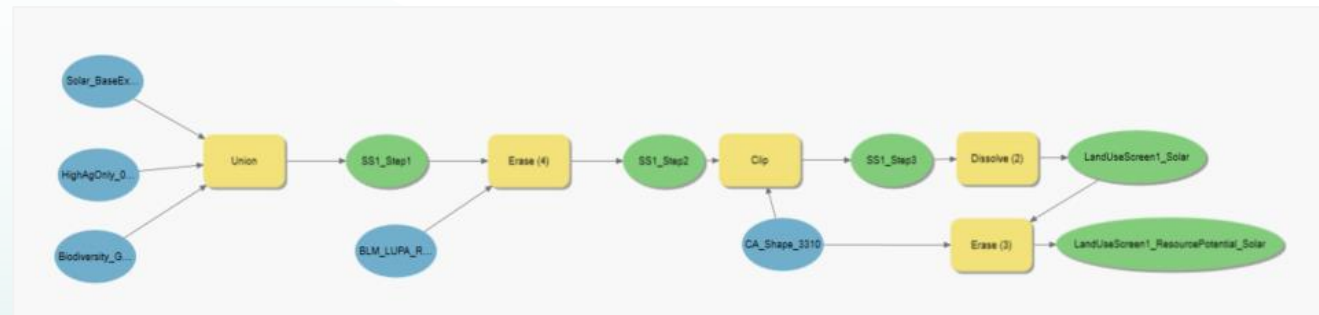 Solar_BaseEx...
HighAgOnly_0...
Biodiversity_G...
Union
SS1_Step1
BLM_LUPA_R...
Erase (4)
SS1_Step2
Clip
CA_Shape_3310
SS1_Step3
Dissolve (2)
LandUseScreen1_Solar
Erase (3)
LandUseScreen1_ResourcePotential_Solar